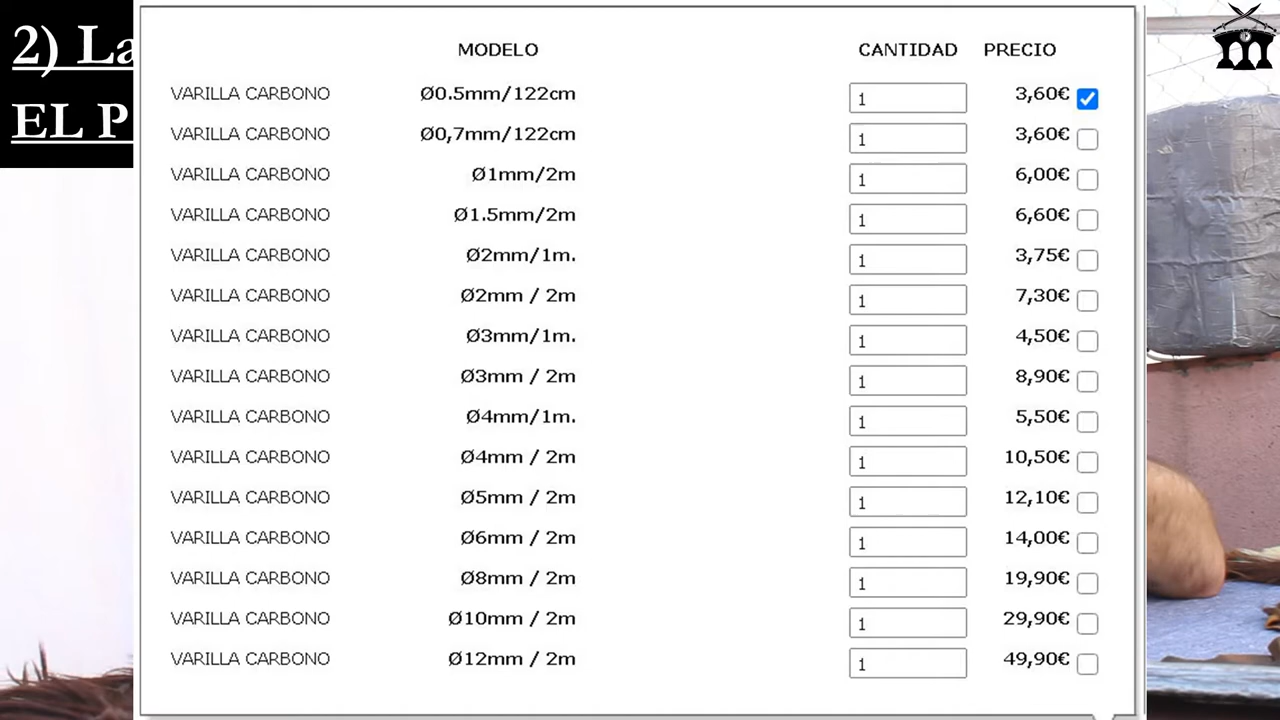 2) La
EL P
MODELO CANTIDAD PRECIO
VARILLA CARBONO Ø0.5mm/122cm 1 3,60€
VARILLA CARBONO Ø0,7mm/122cm 1 3,60€
VARILLA CARBONO Ø1mm/2m 1 6,00€
VARILLA CARBONO Ø1.5mm/2m 1 6,60€
VARILLA CARBONO Ø2mm/1m. 1 3,75€
VARILLA CARBONO Ø2mm / 2m 1 7,30€
VARILLA CARBONO Ø3mm/1m. 1 4,50€
VARILLA CARBONO Ø3mm / 2m 1 8,90€
VARILLA CARBONO Ø4mm/1m. 1 5,50€
VARILLA CARBONO Ø4mm / 2m 1 10,50€
VARILLA CARBONO Ø5mm / 2m 1 12,10€
VARILLA CARBONO Ø6mm / 2m 1 14,00€
VARILLA CARBONO Ø8mm / 2m 1 19,90€
VARILLA CARBONO Ø10mm / 2m 1 29,90€
VARILLA CARBONO Ø12mm / 2m 1 49,90€